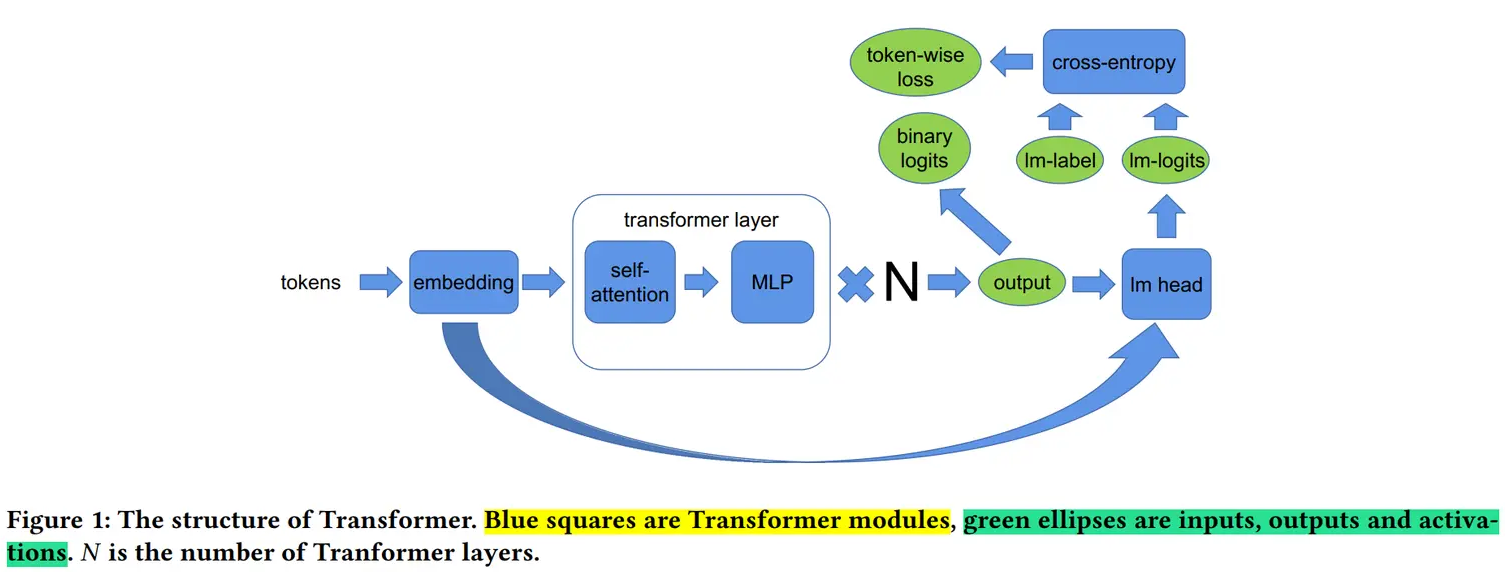 token-wise
loss
cross-entropy
binary
logits
lm-label
lm-logits
transformer layer
tokens
embedding
self-
attention
MLP
N
output
lm head
Figure 1: The structure of Transformer. Blue squares are Transformer modules, green ellipses are inputs, outputs and activa-
tions. N is the number of Tranformer layers.